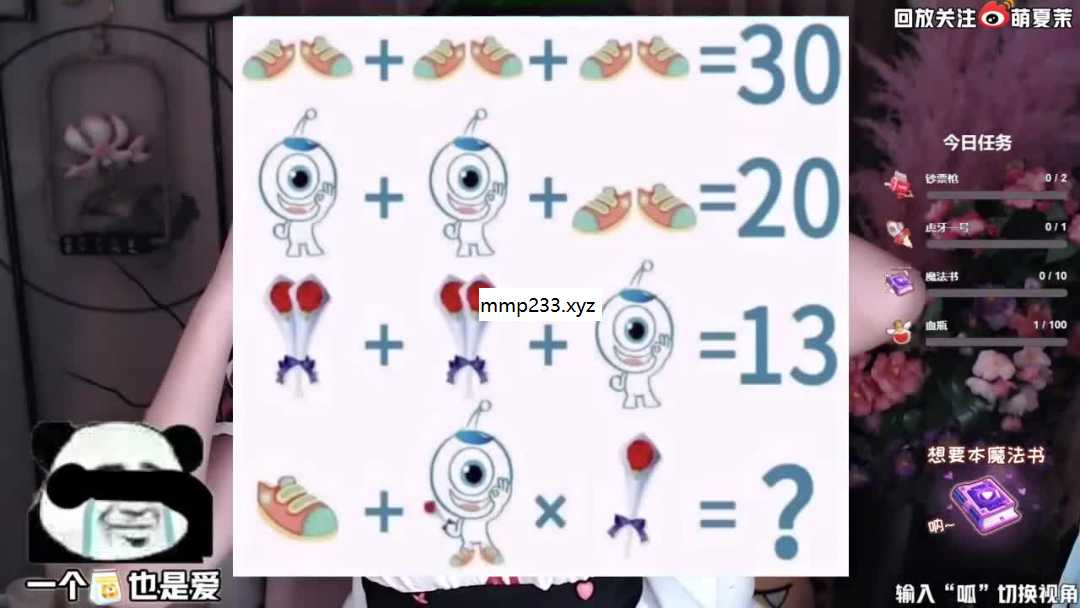 回放关注 萌夏茉
+ + =30
+ + =20
+ + =13
+ × = ?
mmp233.xyz
今日任务
钞票枪 0 / 2
虎牙一号 0 / 1
魔法书 0 / 10
血瓶 1 / 100
想要本魔法书
呐~
一个 也是爱
输入“呱”切换视角